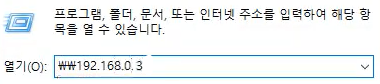 프로그램, 폴더, 문서, 또는 인터넷 주소를 입력하여 해당 항
목을 열 수 있습니다.
열기(O): ₩₩192.168.0.3